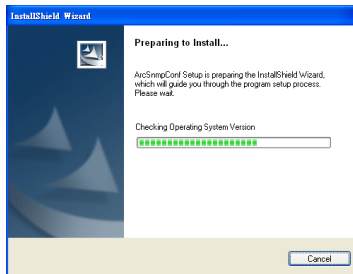 InstallShield Wizard
Preparing to Install...
ArcSnmpConf Setup is preparing the InstallShield Wizard,
which will guide you through the program setup process.
Please wait.
Checking Operating System Version
Cancel